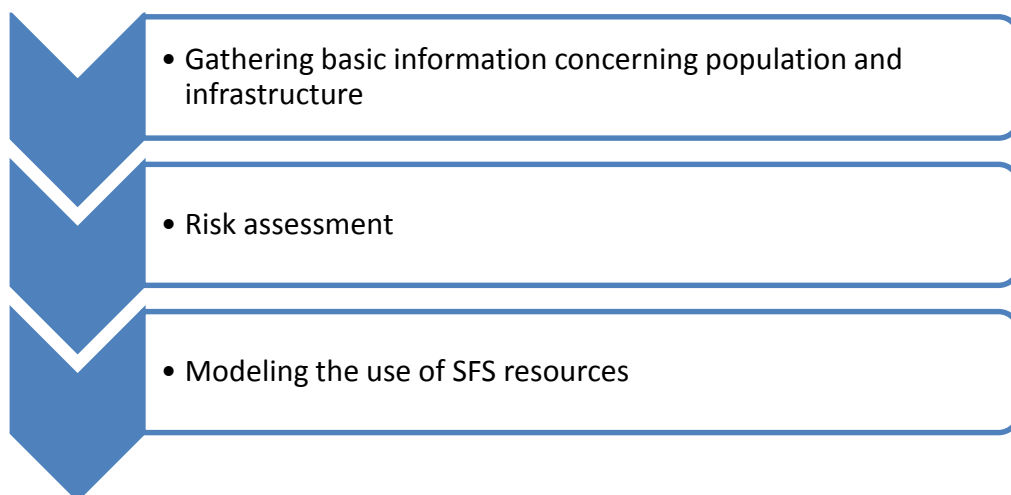 • Gathering basic information concerning population and
infrastructure
• Risk assessment
• Modeling the use of SFS resources